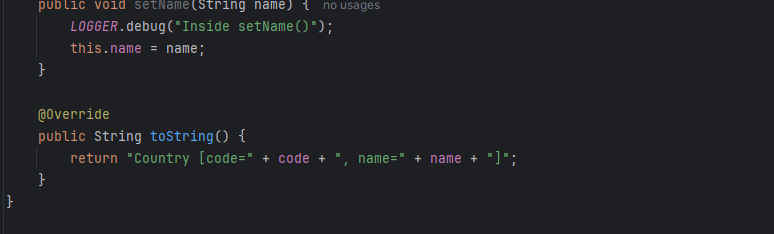 public void setName(String name) { no usages
LOGGER.debug("Inside setName()");
this.name = name;
}
@Override
public String toString() {
return "Country [code=" + code + ", name=" + name + "]";
}
}